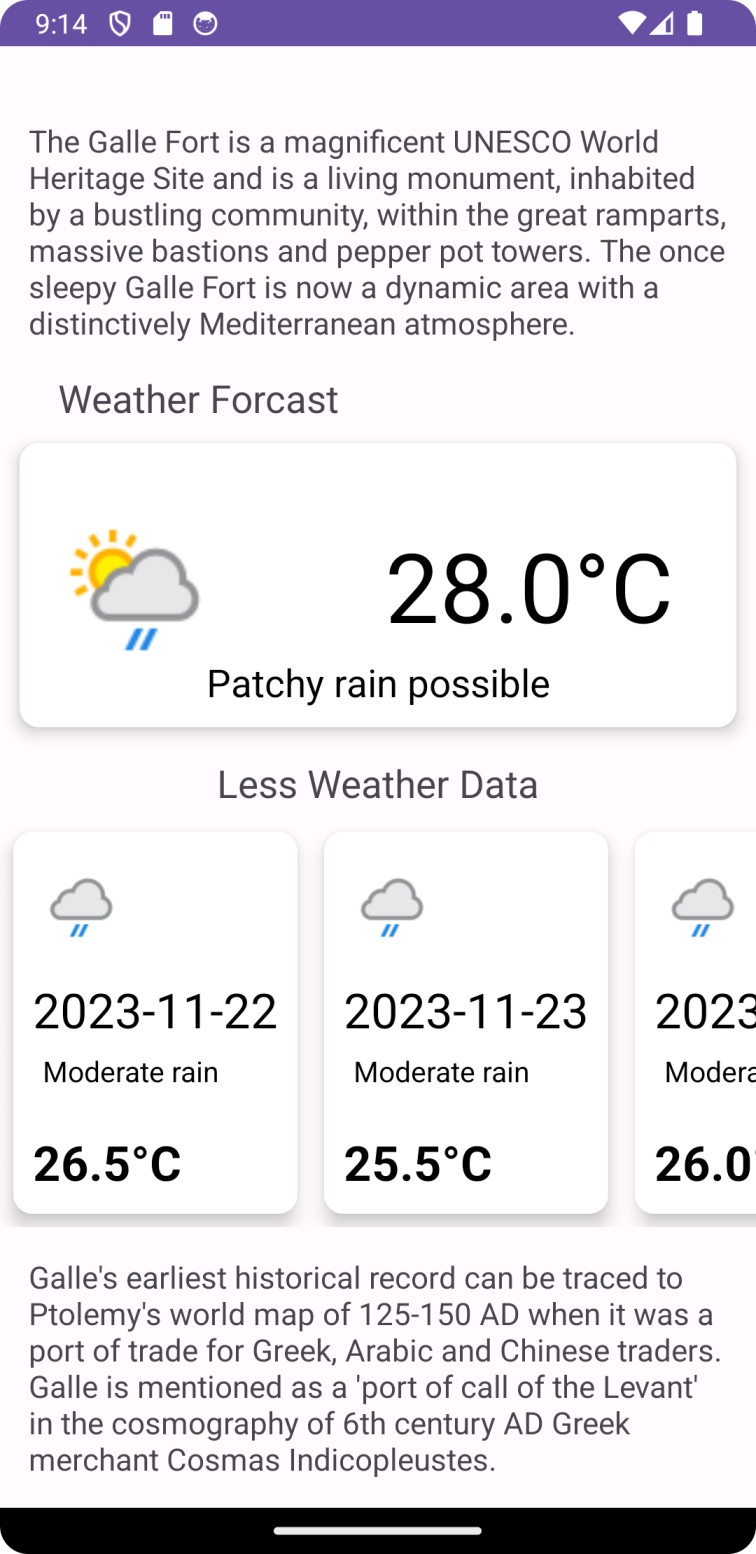 9:14
The Galle Fort is a magnificent UNESCO World
Heritage Site and is a living monument, inhabited
by a bustling community, within the great ramparts,
massive bastions and pepper pot towers. The once
sleepy Galle Fort is now a dynamic area with a
distinctively Mediterranean atmosphere.
Weather Forcast
28.0°C
Patchy rain possible
Less Weather Data
2023-11-22
Moderate rain
26.5°C
2023-11-23
Moderate rain
25.5°C
2023
Modera
26.0
Galle's earliest historical record can be traced to
Ptolemy's world map of 125-150 AD when it was a
port of trade for Greek, Arabic and Chinese traders.
Galle is mentioned as a 'port of call of the Levant'
in the cosmography of 6th century AD Greek
merchant Cosmas Indicopleustes.